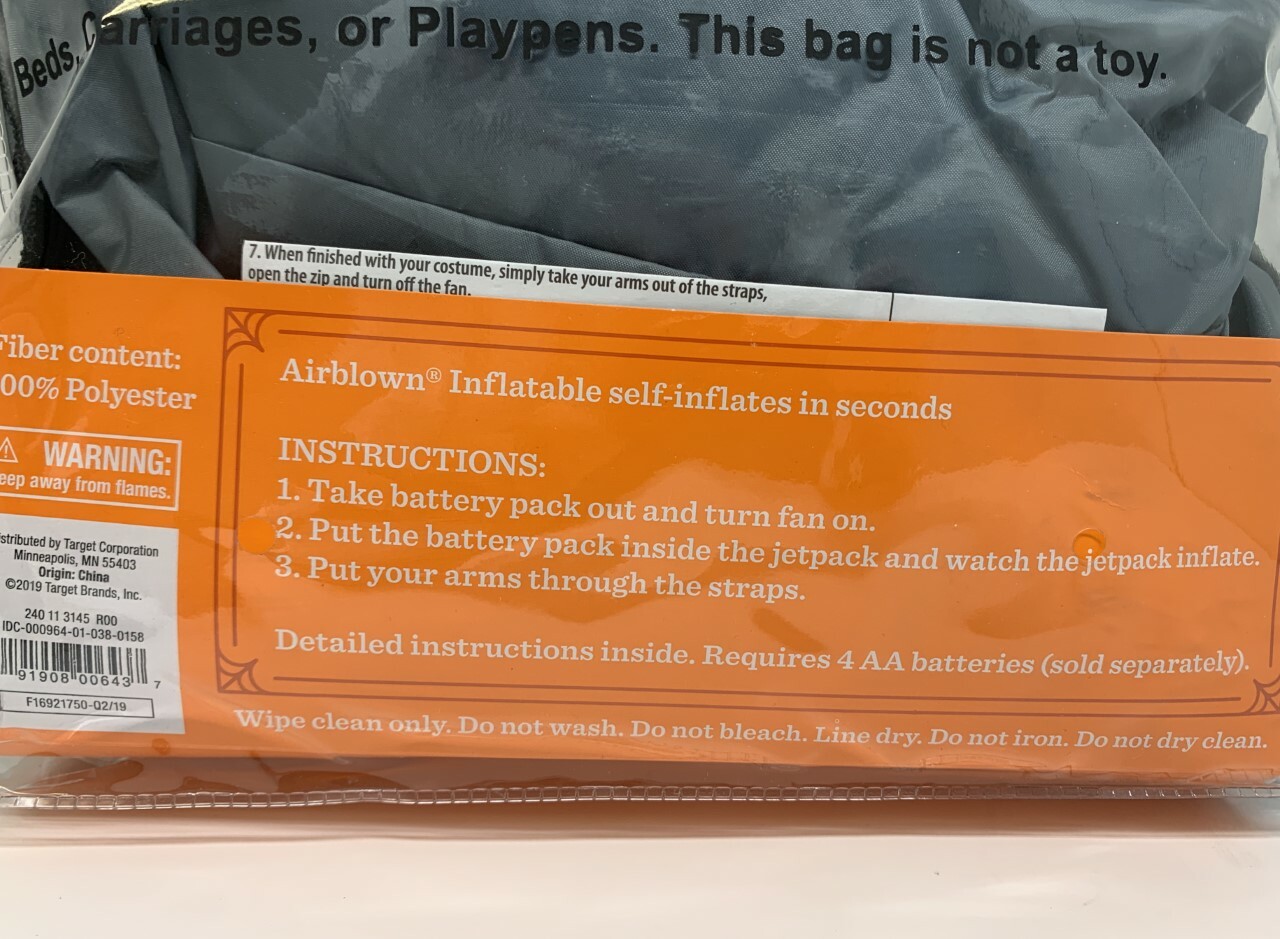 Beds, Carriages, or Playpens. This bag is not a toy.
7. When finished with your costume, simply take your arms out of the straps,
open the zip and turn off the fan.
Fiber content:
00% Polyester
WARNING:
eep away from flames.
istributed by Target Corporation
Minneapolis, MN 55403
Origin: China
©2019 Target Brands, Inc.
240 11 3145 R00
IDC-000964-01-038-0158
91908 00643 7
F16921750-Q2/19
Airblown® Inflatable self-inflates in seconds
INSTRUCTIONS:
1. Take battery pack out and turn fan on.
2. Put the battery pack inside the jetpack and watch the jetpack inflate.
3. Put your arms through the straps.
Detailed instructions inside. Requires 4 AA batteries (sold separately).
Wipe clean only. Do not wash. Do not bleach. Line dry. Do not iron. Do not dry clean.